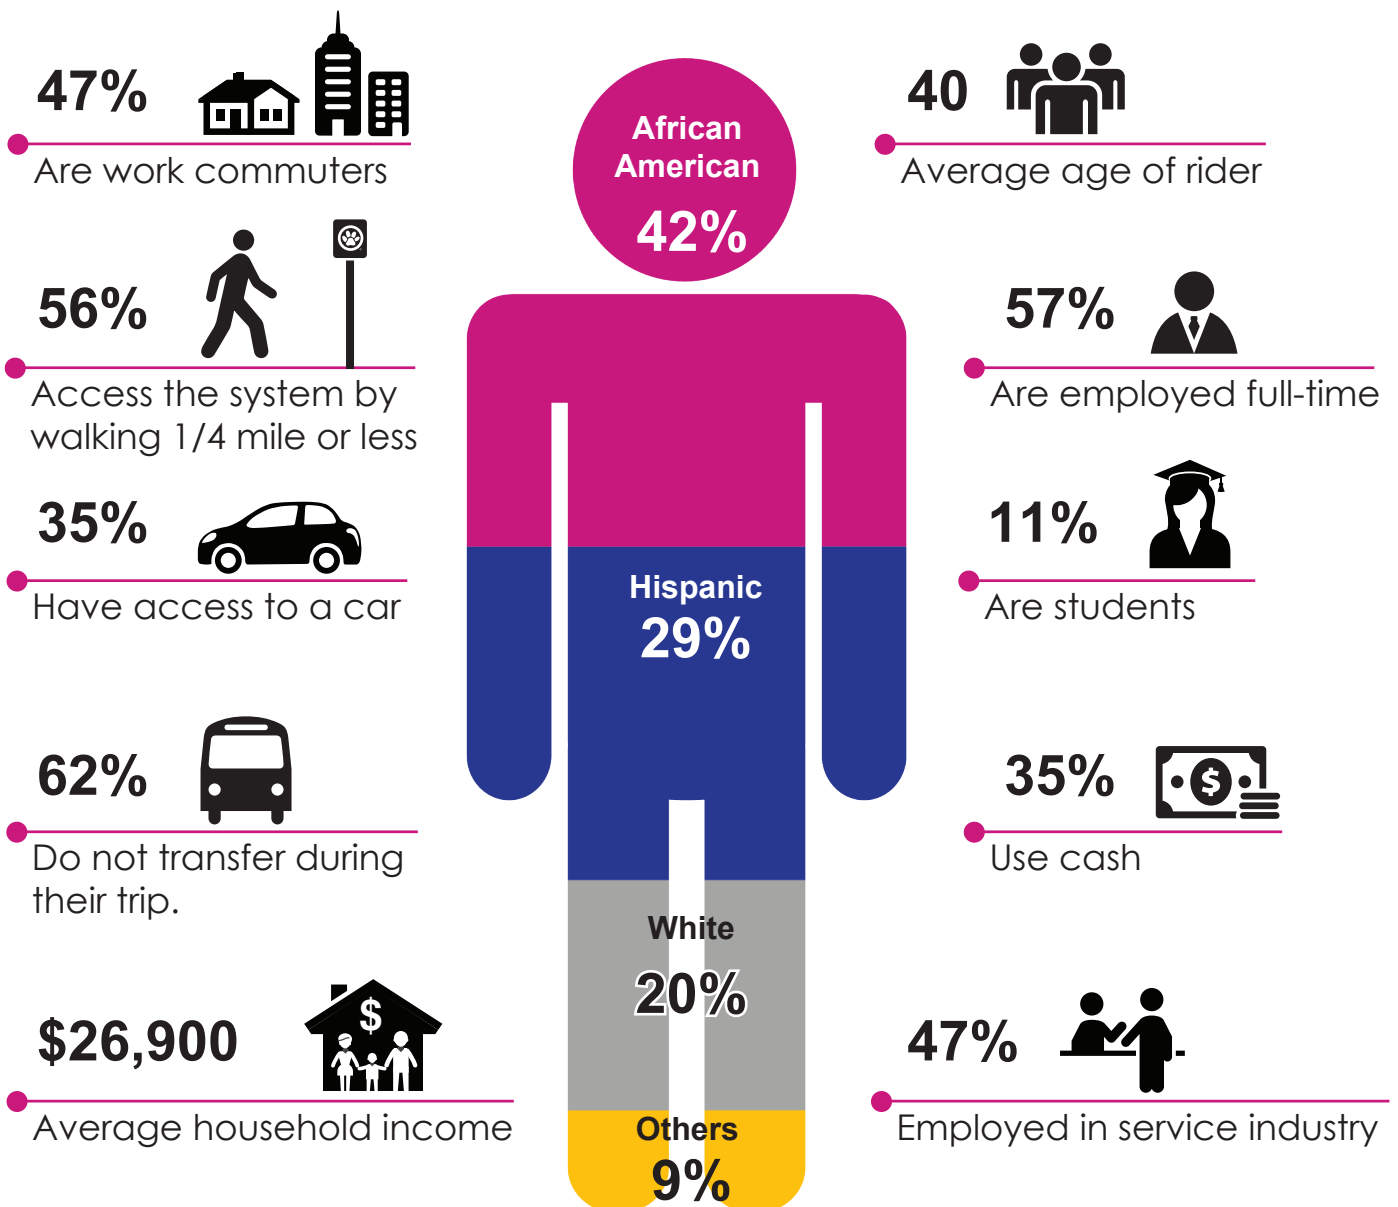 47%
Are work commuters
56%
Access the system by
walking 1/4 mile or less
35%
Have access to a car
62%
Do not transfer during
their trip.
$
$26,900
Average household income
African
American
42%
Hispanic
29%
White
20%
Others
9%
40
Average age of rider
57%
Are employed full-time
11%
Are students
35%
$
Use cash
47%
Employed in service industry